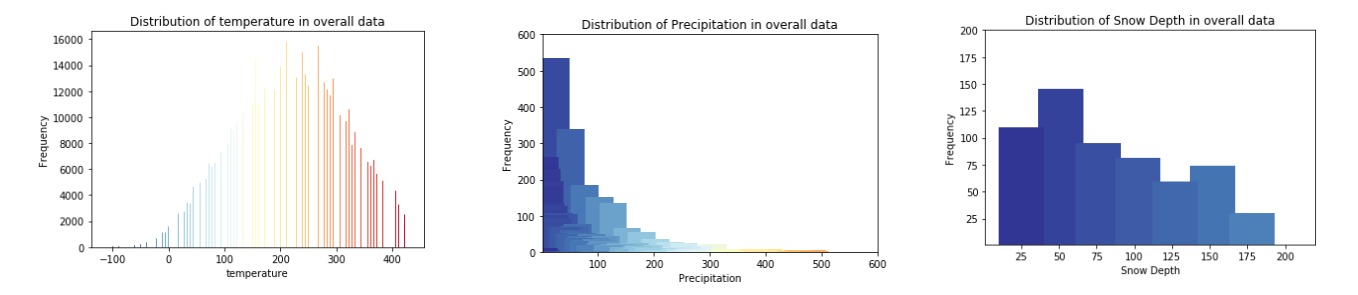 Distribution of temperature in overall data
16000
14000
12000
10000
8000
6000
4000
2000
0
Frequency
−100 0 100 200 300 400
temperature
Distribution of Precipitation in overall data
600
500
400
300
200
100
0
Frequency
100 200 300 400 500 600
Precipitation
Distribution of Snow Depth in overall data
200
175
150
125
100
75
50
25
Frequency
25 50 75 100 125 150 175 200
Snow Depth